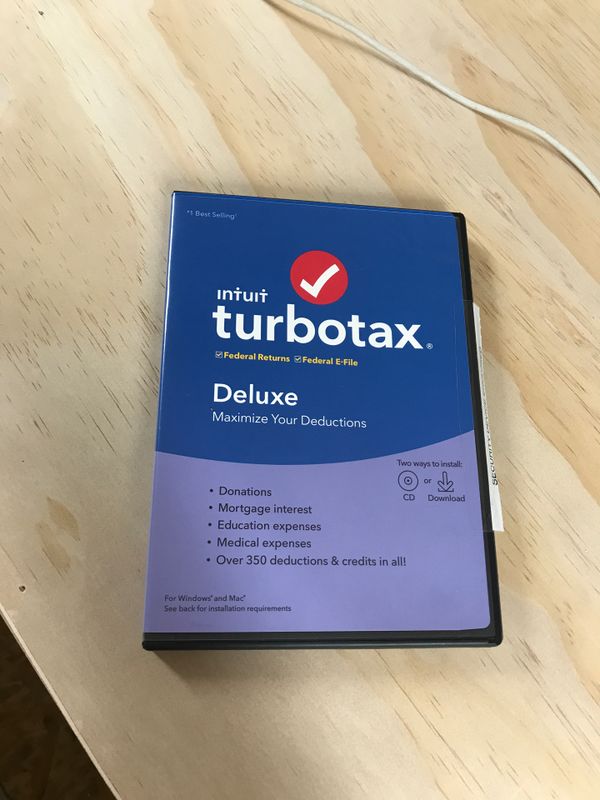 #1 Best Selling¹
intuit
turbotax®
Federal Returns Federal E-File
Deluxe
Maximize Your Deductions
Two ways to install:
or
CD Download
• Donations
• Mortgage interest
• Education expenses
• Medical expenses
• Over 350 deductions & credits in all!
For Windows® and Mac®
See back for installation requirements
SECURITY